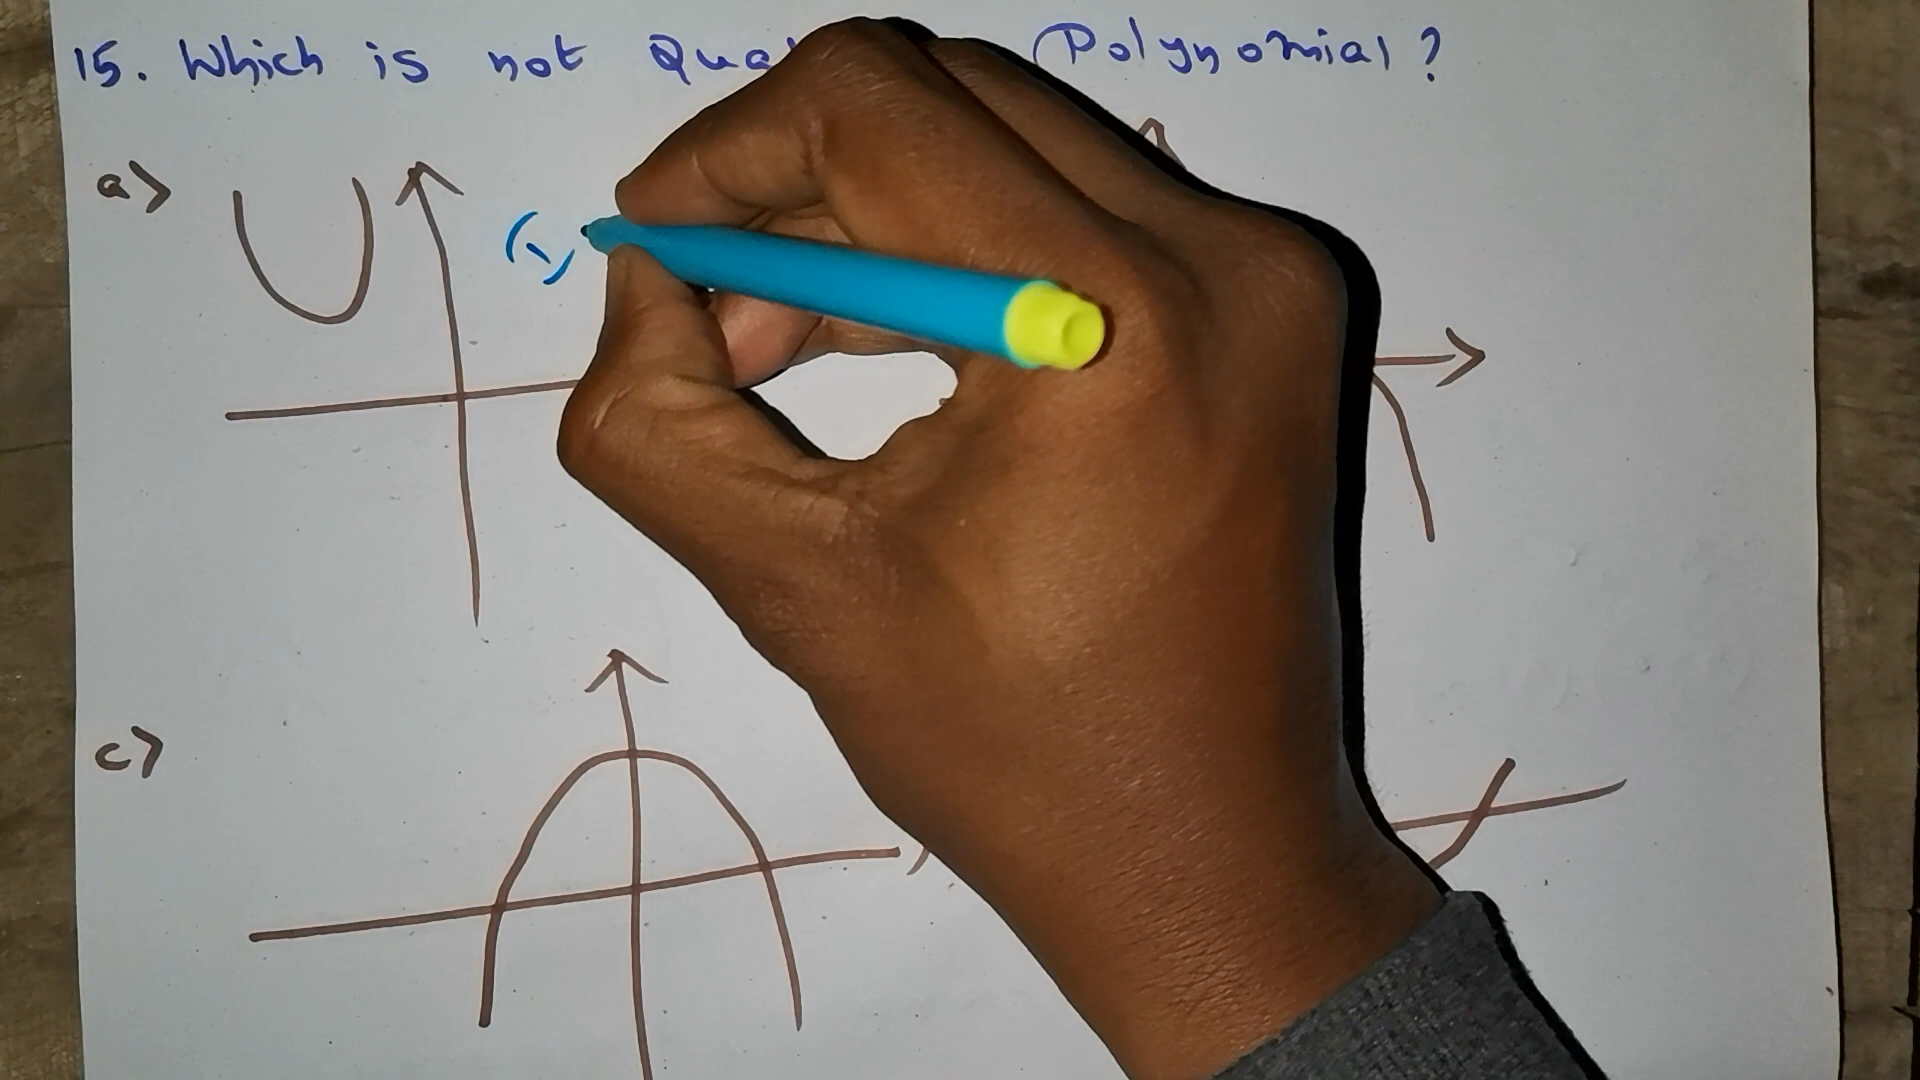 15. Which is not Qua Polynomial ?
a>
c>